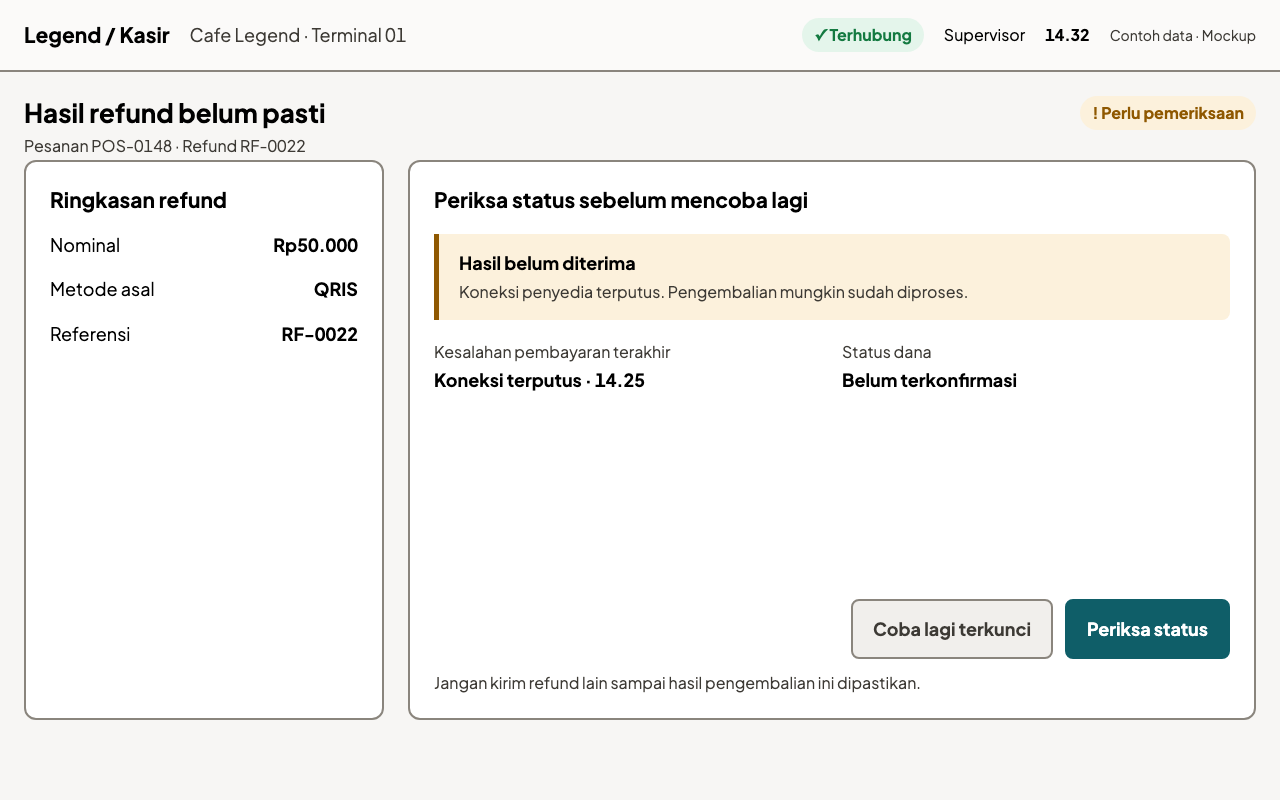 Legend / Kasir
Cafe Legend · Terminal 01
✓Terhubung
Supervisor
14.32
Contoh data · Mockup
Hasil refund belum pasti
! Perlu pemeriksaan
Pesanan POS-0148 · Refund RF-0022
Ringkasan refund
Nominal Rp50.000
Metode asal QRIS
Referensi RF-0022
Periksa status sebelum mencoba lagi
Hasil belum diterima
Koneksi penyedia terputus. Pengembalian mungkin sudah diproses.
Kesalahan pembayaran terakhir
Koneksi terputus · 14.25
Status dana
Belum terkonfirmasi
Coba lagi terkunci
Periksa status
Jangan kirim refund lain sampai hasil pengembalian ini dipastikan.